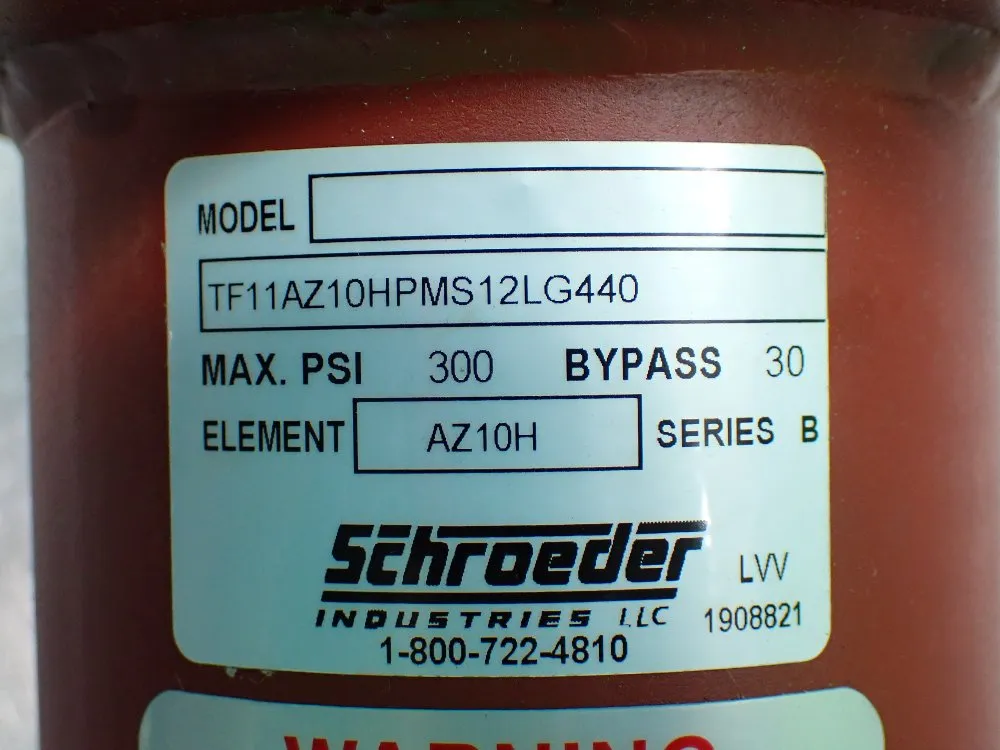 MODEL
TF11AZ10HPMS12LG440
MAX. PSI 300 BYPASS 30
ELEMENT AZ10H SERIES B
Schroeder
INDUSTRIES LLC
LVV
1908821
1-800-722-4810
WARNING